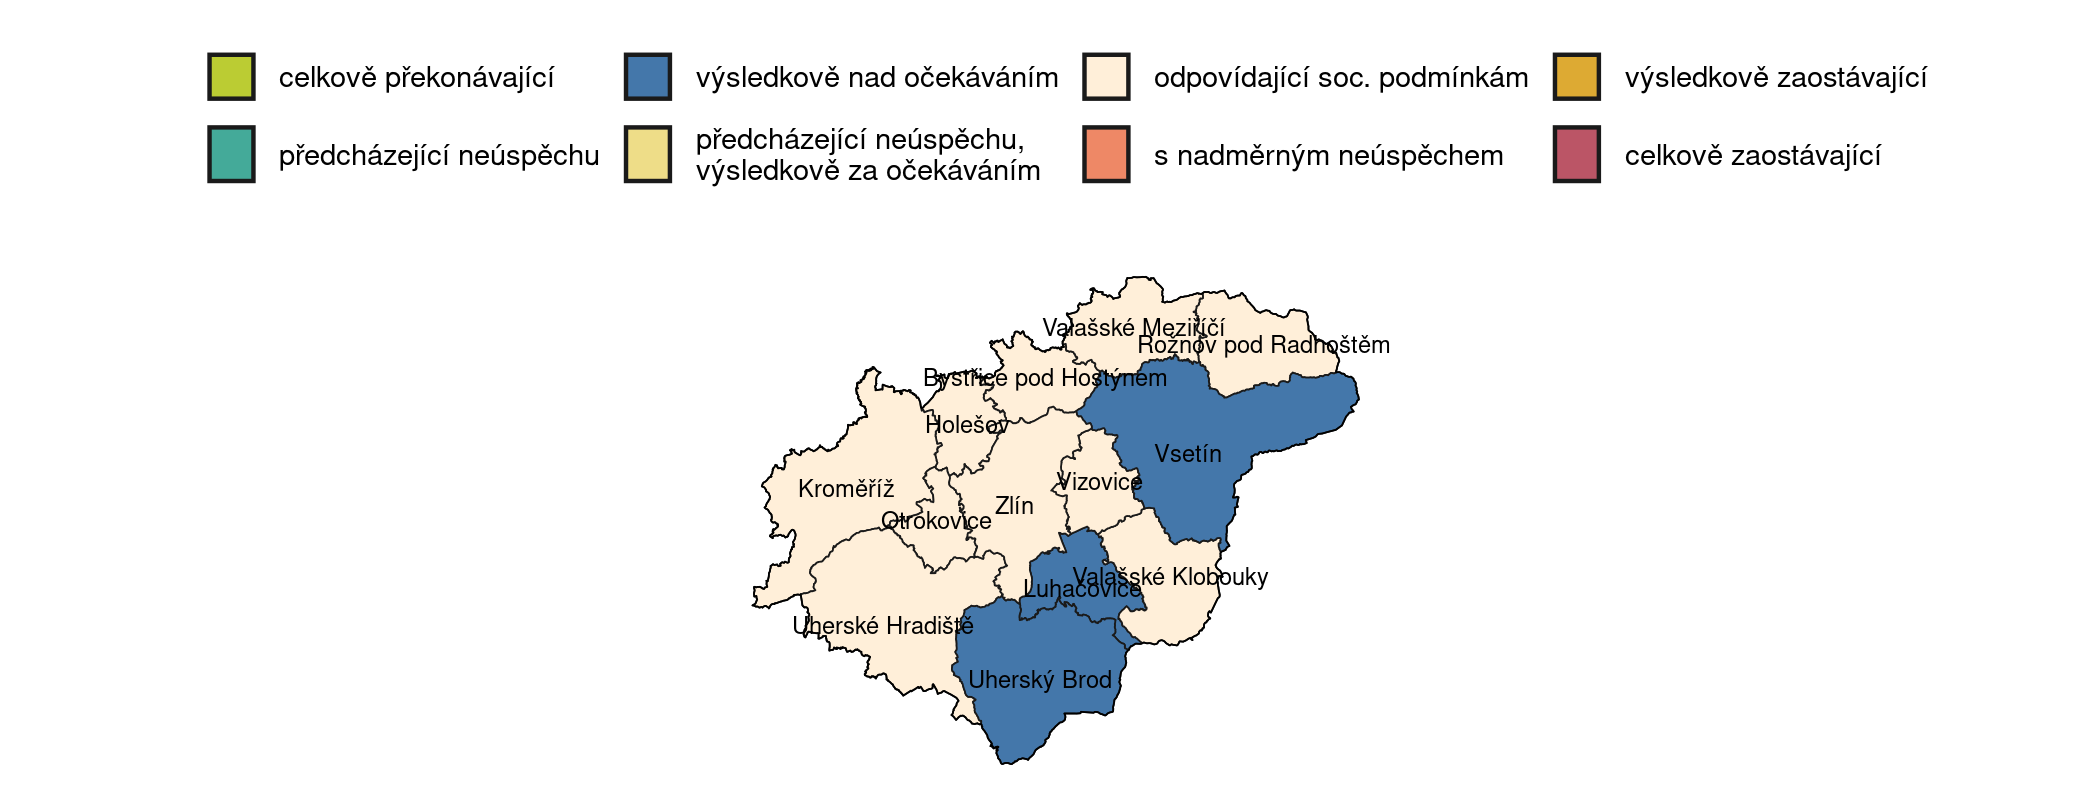 celkově překonávající
výsledkově nad očekáváním
odpovídající soc. podmínkám
výsledkově zaostávající
předcházející neúspěchu
předcházející neúspěchu,
výsledkově za očekáváním
s nadměrným neúspěchem
celkově zaostávající
Valašské Meziříčí
Rožnov pod Radhoštěm
Bystřice pod Hostýnem
Holešov
Vsetín
Vizovice
Kroměříž
Zlín
Otrokovice
Valašské Klobouky
Luhačovice
Uherské Hradiště
Uherský Brod